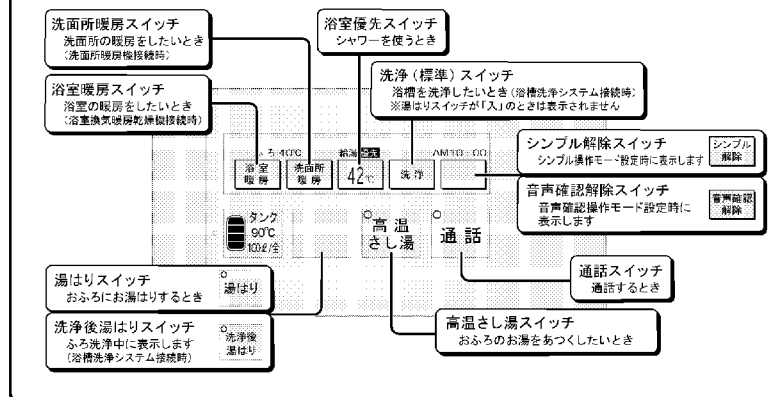 洗面所暖房スイッチ
洗面所の暖房をしたいとき
(洗面所暖房機接続時)
浴室優先スイッチ
シャワーを使うとき
浴室暖房スイッチ
浴室の暖房をしたいとき
(浴室換気暖房乾燥機接続時)
洗浄(標準)スイッチ
浴槽を洗浄したいとき(浴槽洗浄システム接続時)
※湯はりスイッチが「入」のときは表示されません
ふろ 40℃
給湯 優先
AM10:00
浴室
暖房
洗面所
暖房
42℃
洗浄
シンプル解除スイッチ
シンプル操作モード設定時に表示します
シンプル
解除
音声確認解除スイッチ
音声確認操作モード設定時に
表示します
音声確認
解除
タンク
90℃
100ℓ/全
高温
さし湯
通話
湯はりスイッチ
おふろにお湯はりするとき
湯はり
洗浄後湯はりスイッチ
ふろ洗浄中に表示します
(浴槽洗浄システム接続時)
洗浄後
湯はり
通話スイッチ
通話するとき
高温さし湯スイッチ
おふろのお湯をあつくしたいとき